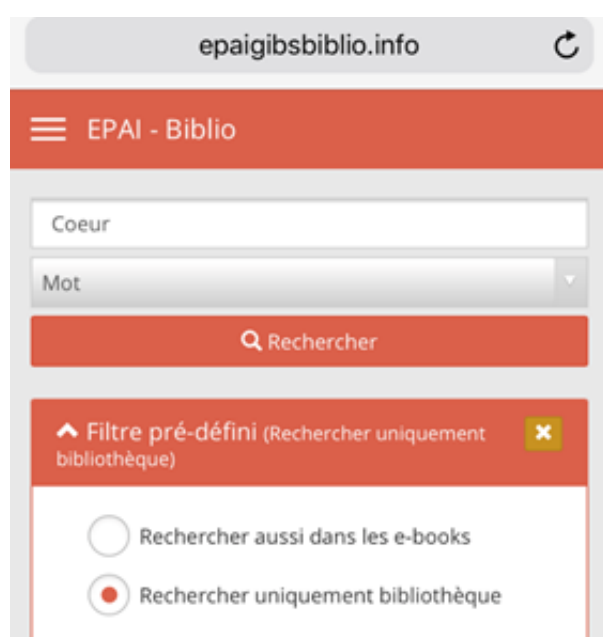 epaigibsbiblio.info
EPAI - Biblio
Coeur
Mot
Rechercher
Filtre pré-défini (Rechercher uniquement
bibliothèque)
Rechercher aussi dans les e-books
Rechercher uniquement bibliothèque